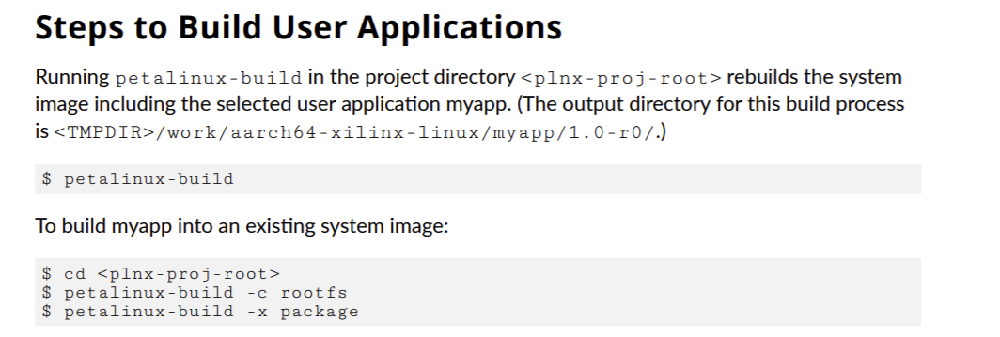 Steps to Build User Applications
Running petalinux-build in the project directory <plnx-proj-root> rebuilds the system
image including the selected user application myapp. (The output directory for this build process
is <TMPDIR>/work/aarch64-xilinx-linux/myapp/1.0-r0/.)
$ petalinux-build
To build myapp into an existing system image:
$ cd <plnx-proj-root>
$ petalinux-build -c rootfs
$ petalinux-build -x package